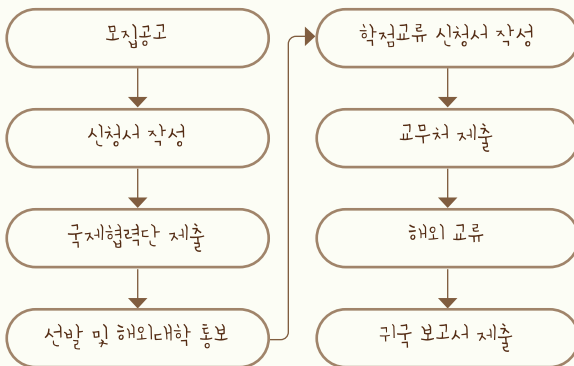 모집공고
신청서 작성
국제협력단 제출
선발 및 해외대학 통보
학점교류 신청서 작성
교무처 제출
해외 교류
귀국 보고서 제출